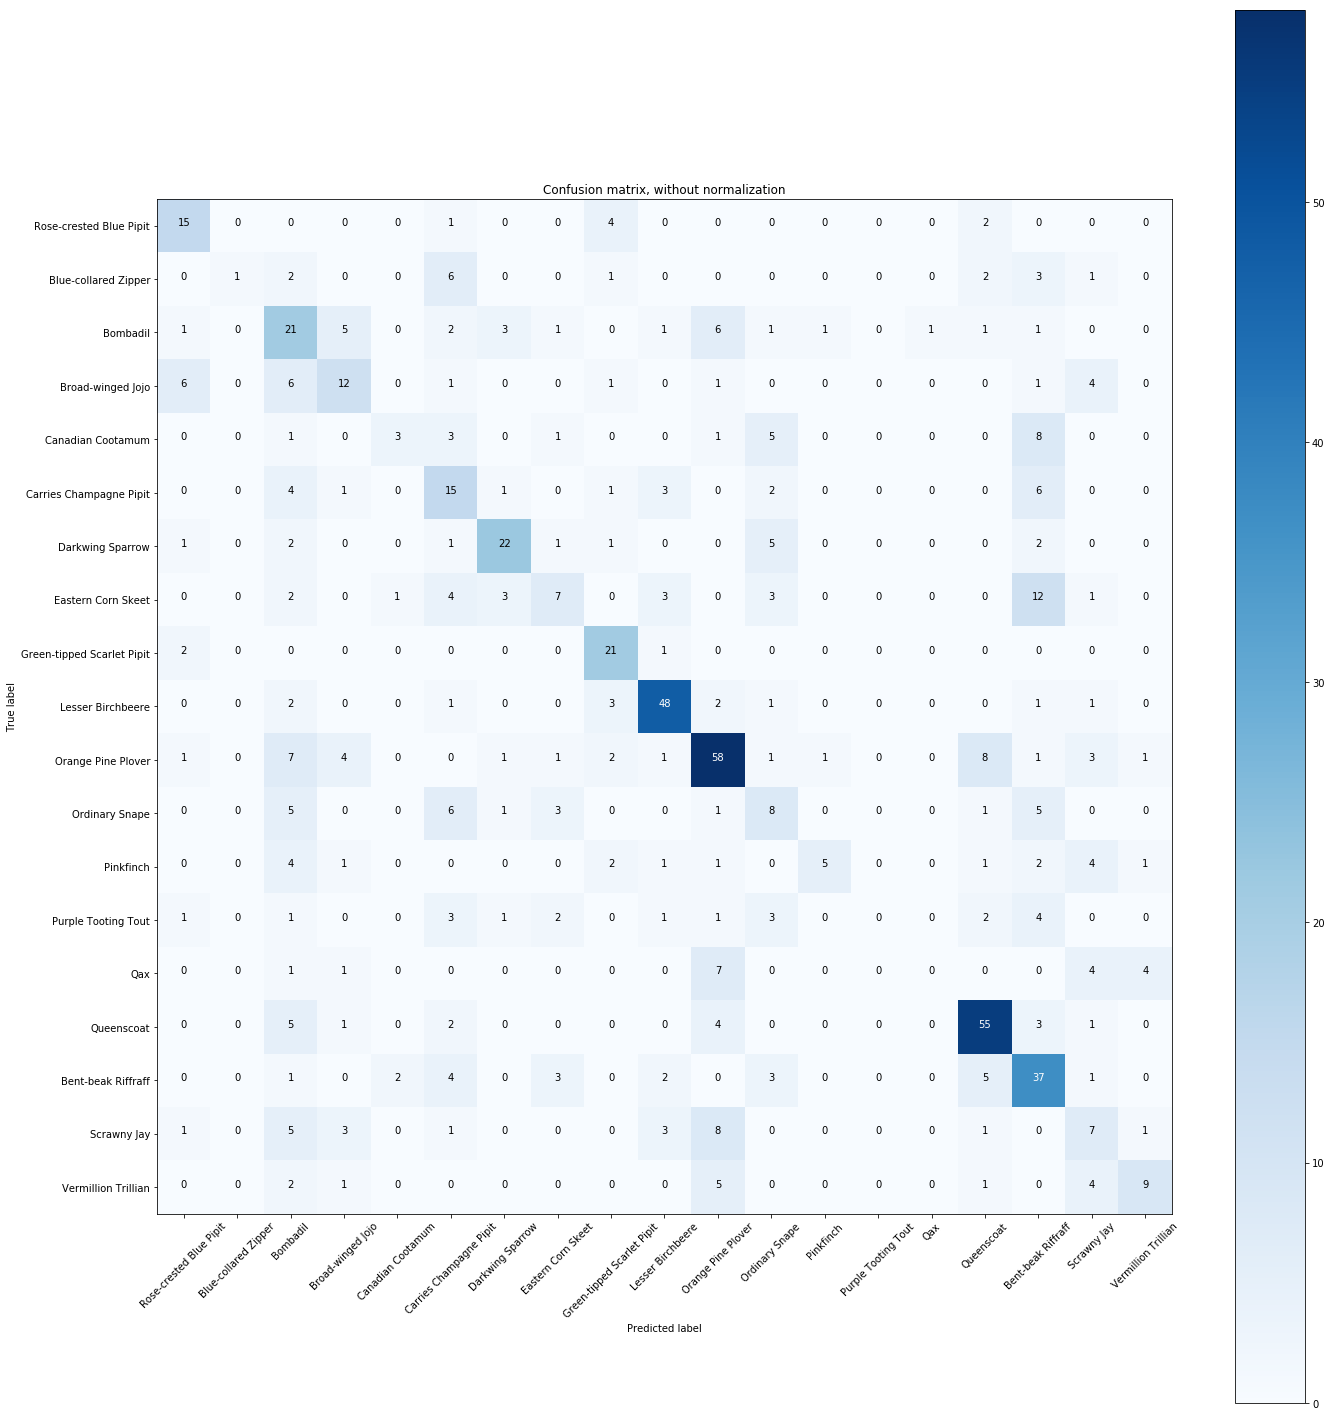 Confusion matrix, without normalization
Rose-crested Blue Pipit 15 0 0 0 0 1 0 0 4 0 0 0 0 0 0 2 0 0 0
Blue-collared Zipper 0 1 2 0 0 6 0 0 1 0 0 0 0 0 0 2 3 1 0
Bombadil 1 0 21 5 0 2 3 1 0 1 6 1 1 0 1 1 1 0 0
Broad-winged Jojo 6 0 6 12 0 1 0 0 1 0 1 0 0 0 0 0 1 4 0
Canadian Cootamum 0 0 1 0 3 3 0 1 0 0 1 5 0 0 0 0 8 0 0
Carries Champagne Pipit 0 0 4 1 0 15 1 0 1 3 0 2 0 0 0 0 6 0 0
Darkwing Sparrow 1 0 2 0 0 1 22 1 1 0 0 5 0 0 0 0 2 0 0
Eastern Corn Skeet 0 0 2 0 1 4 3 7 0 3 0 3 0 0 0 0 12 1 0
Green-tipped Scarlet Pipit 2 0 0 0 0 0 0 0 21 1 0 0 0 0 0 0 0 0 0
Lesser Birchbeere 0 0 2 0 0 1 0 0 3 48 2 1 0 0 0 0 1 1 0
Orange Pine Plover 1 0 7 4 0 0 1 1 2 1 58 1 1 0 0 8 1 3 1
Ordinary Snape 0 0 5 0 0 6 1 3 0 0 1 8 0 0 0 1 5 0 0
Pinkfinch 0 0 4 1 0 0 0 0 2 1 1 0 5 0 0 1 2 4 1
Purple Tooting Tout 1 0 1 0 0 3 1 2 0 1 1 3 0 0 0 2 4 0 0
Qax 0 0 1 1 0 0 0 0 0 0 7 0 0 0 0 0 0 4 4
Queenscoat 0 0 5 1 0 2 0 0 0 0 4 0 0 0 0 55 3 1 0
Bent-beak Riffraff 0 0 1 0 2 4 0 3 0 2 0 3 0 0 0 5 37 1 0
Scrawny Jay 1 0 5 3 0 1 0 0 0 3 8 0 0 0 0 1 0 7 1
Vermillion Trillian 0 0 2 1 0 0 0 0 0 0 5 0 0 0 0 1 0 4 9
True label
Rose-crested Blue Pipit
Blue-collared Zipper
Bombadil
Broad-winged Jojo
Canadian Cootamum
Carries Champagne Pipit
Darkwing Sparrow
Eastern Corn Skeet
Green-tipped Scarlet Pipit
Lesser Birchbeere
Orange Pine Plover
Ordinary Snape
Pinkfinch
Purple Tooting Tout
Qax
Queenscoat
Bent-beak Riffraff
Scrawny Jay
Vermillion Trillian
Predicted label
50
40
30
20
10
0